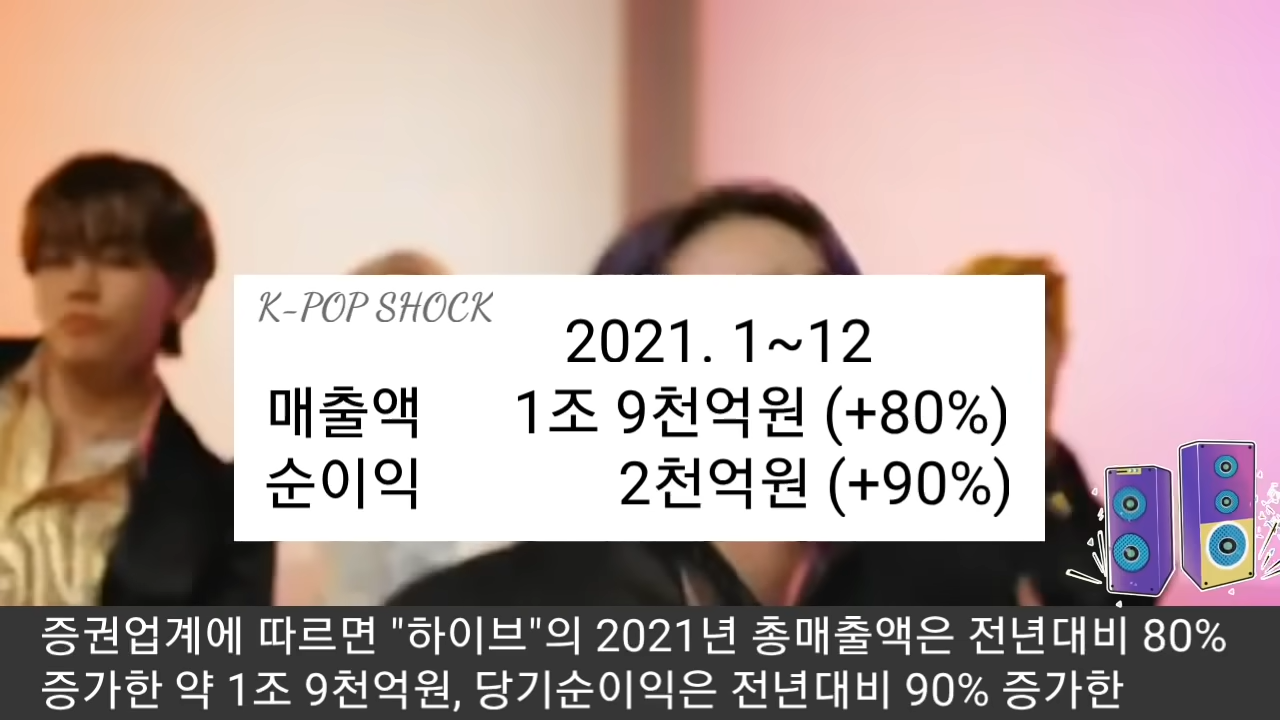 K-POP SHOCK
2021. 1~12
매출액 1조 9천억원 (+80%)
순이익 2천억원 (+90%)
증권업계에 따르면 "하이브"의 2021년 총매출액은 전년대비 80%
증가한 약 1조 9천억원, 당기순이익은 전년대비 90% 증가한